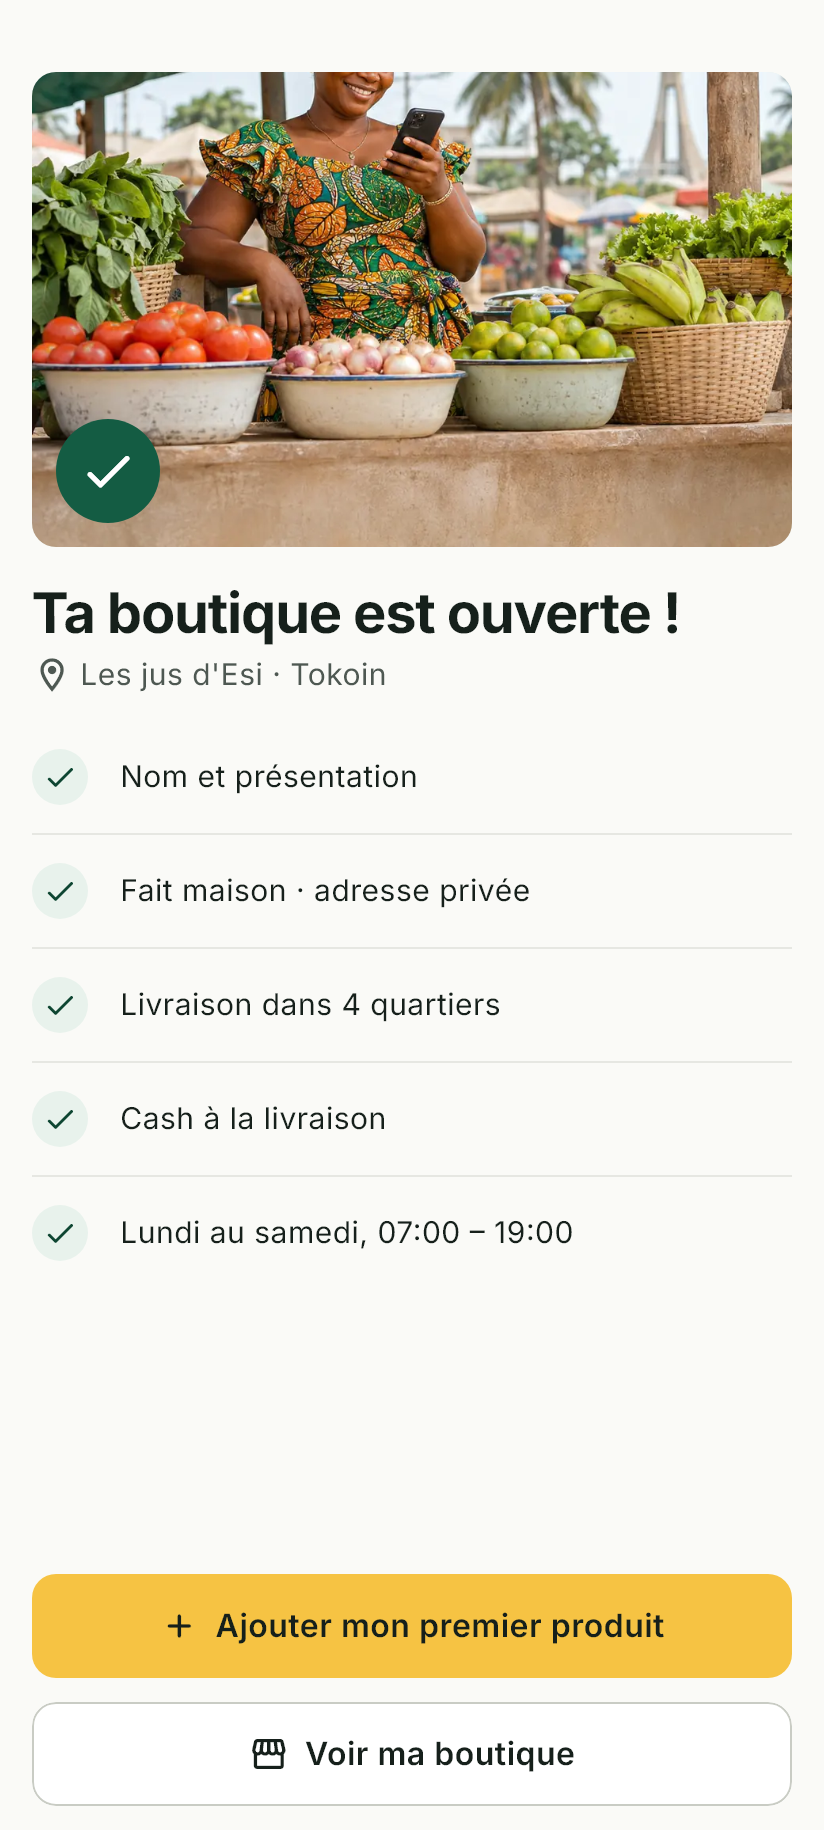 Ta boutique est ouverte !
Les jus d'Esi · Tokoin
Nom et présentation
Fait maison · adresse privée
Livraison dans 4 quartiers
Cash à la livraison
Lundi au samedi, 07:00 – 19:00
Ajouter mon premier produit
Voir ma boutique